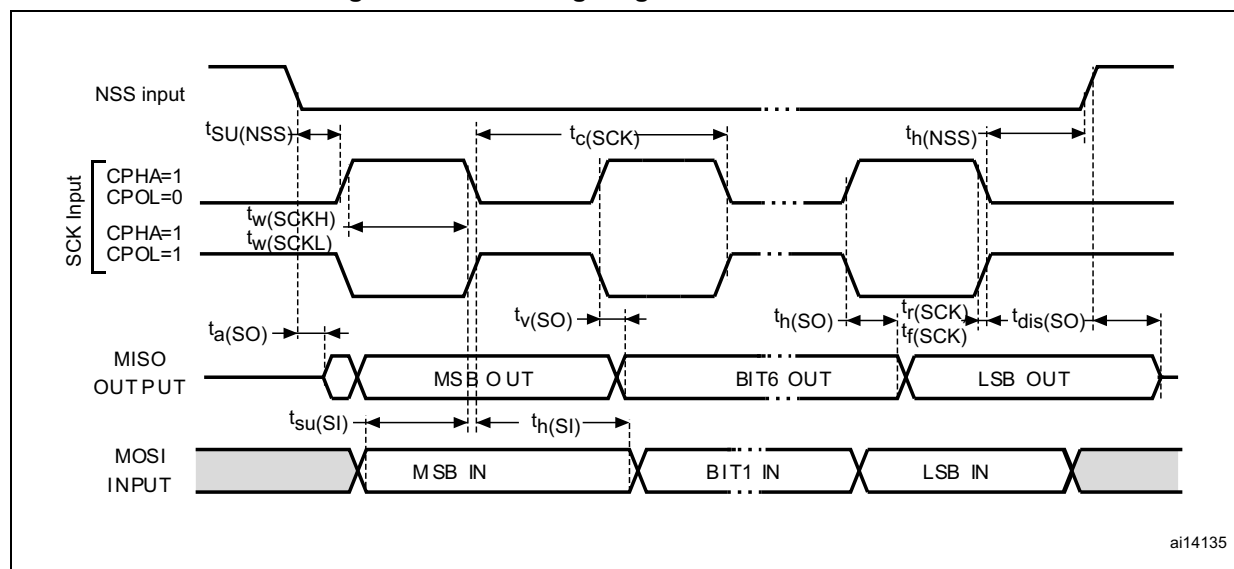 NSS input
tSU(NSS)
tc(SCK)
th(NSS)
SCK Input
CPHA=1
CPOL=0
tw(SCKH)
CPHA=1
tw(SCKL)
CPOL=1
ta(SO)
tv(SO)
th(SO)
tr(SCK)
tf(SCK)
tdis(SO)
MISO
OUTPUT
MSB OUT
BIT6 OUT
LSB OUT
tsu(SI)
th(SI)
MOSI
INPUT
MSB IN
BIT1 IN
LSB IN
ai14135